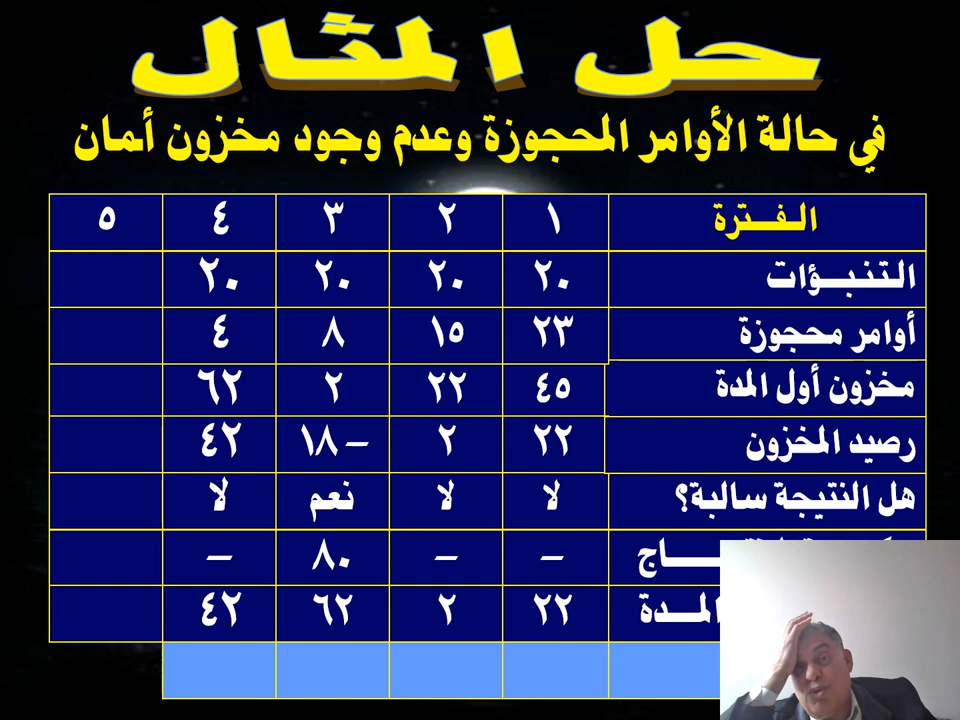 حل المثال
في حالة الأوامر المحجوزة وعدم وجود مخزون أمان
الفترة ١ ٢ ٣ ٤ ٥
التنبؤات ٢٠ ٢٠ ٢٠ ٢٠
أوامر محجوزة ٢٣ ١٥ ٨ ٤
مخزون أول المدة ٤٥ ٢٢ ٢ ٦٢
رصيد المخزون ٢٢ ٢ – ١٨ ٤٢
هل النتيجة سالبة؟ لا لا نعم لا
– – ٨٠ –
المدة ٢٢ ٢ ٦٢ ٤٢